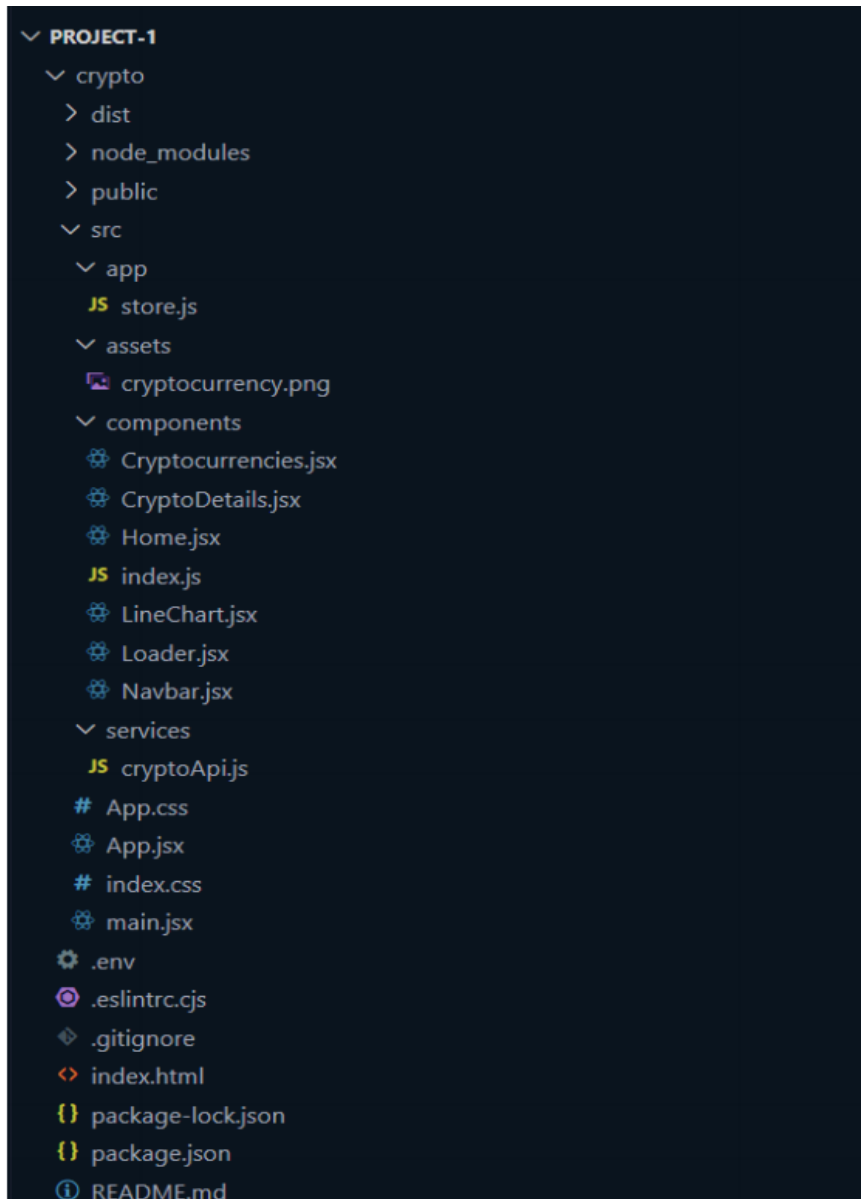 PROJECT-1
crypto
dist
node_modules
public
src
app
JS store.js
assets
cryptocurrency.png
components
Cryptocurrencies.jsx
CryptoDetails.jsx
Home.jsx
JS index.js
LineChart.jsx
Loader.jsx
Navbar.jsx
services
JS cryptoApi.js
# App.css
App.jsx
# index.css
main.jsx
.env
.eslintrc.cjs
.gitignore
<> index.html
{} package-lock.json
{} package.json
README.md